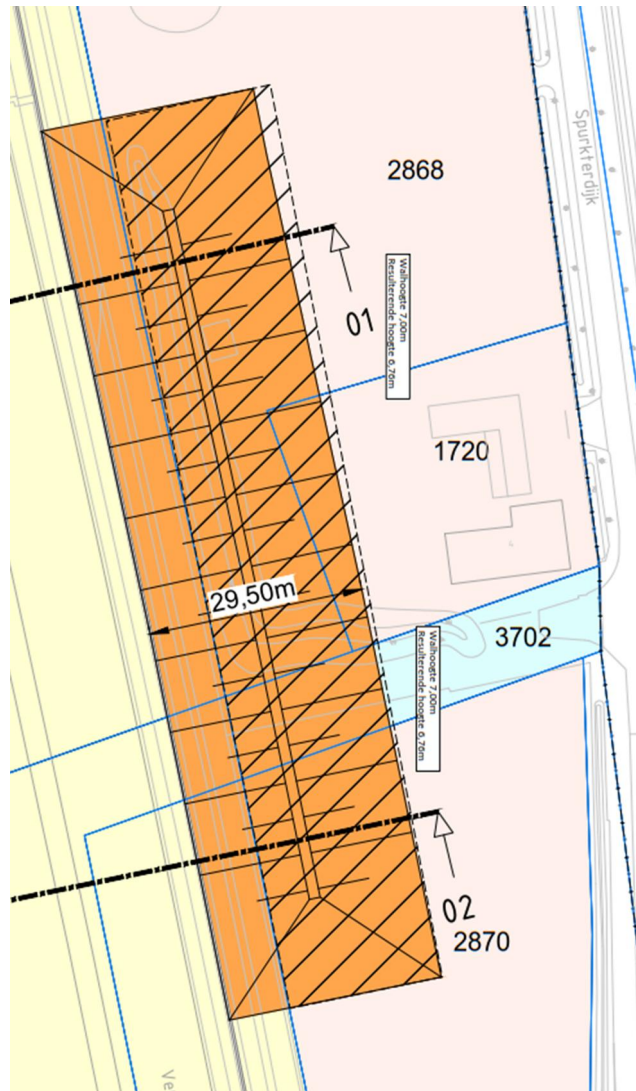 Spurkterdijk
2868
Walhoogte 7,00m
Resulterende hoogte 6,76m
01
1720
29,50m
3702
Walhoogte 7,00m
Resulterende hoogte 6,76m
02
2870
Ve